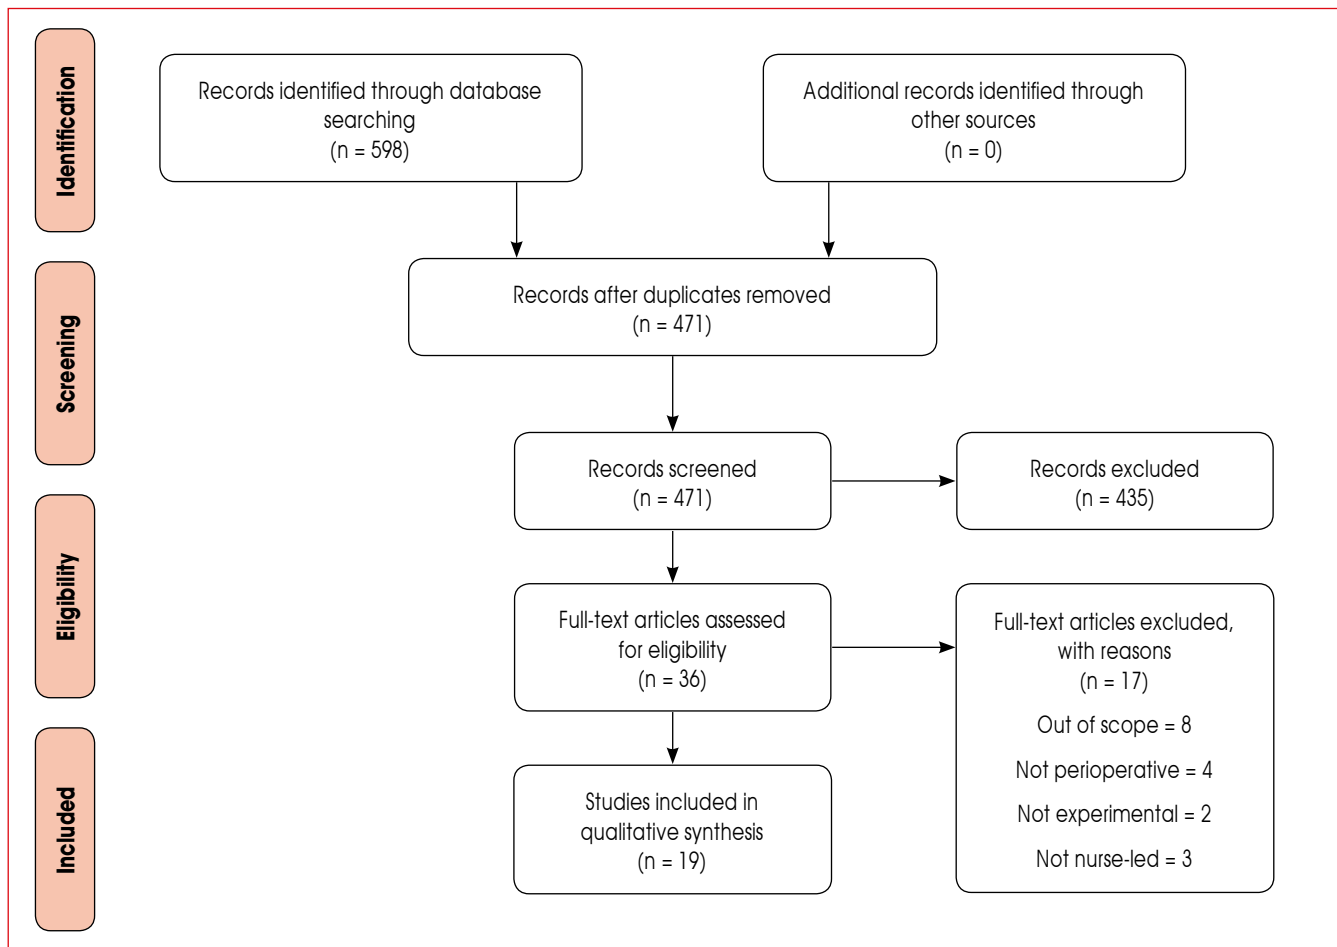 Identification
Records identified through database
searching
(n = 598)
Additional records identified through
other sources
(n = 0)
Screening
Records after duplicates removed
(n = 471)
Records screened
(n = 471)
Records excluded
(n = 435)
Eligibility
Full-text articles assessed
for eligibility
(n = 36)
Full-text articles excluded,
with reasons
(n = 17)
Out of scope = 8
Not perioperative = 4
Not experimental = 2
Not nurse-led = 3
Included
Studies included in
qualitative synthesis
(n = 19)